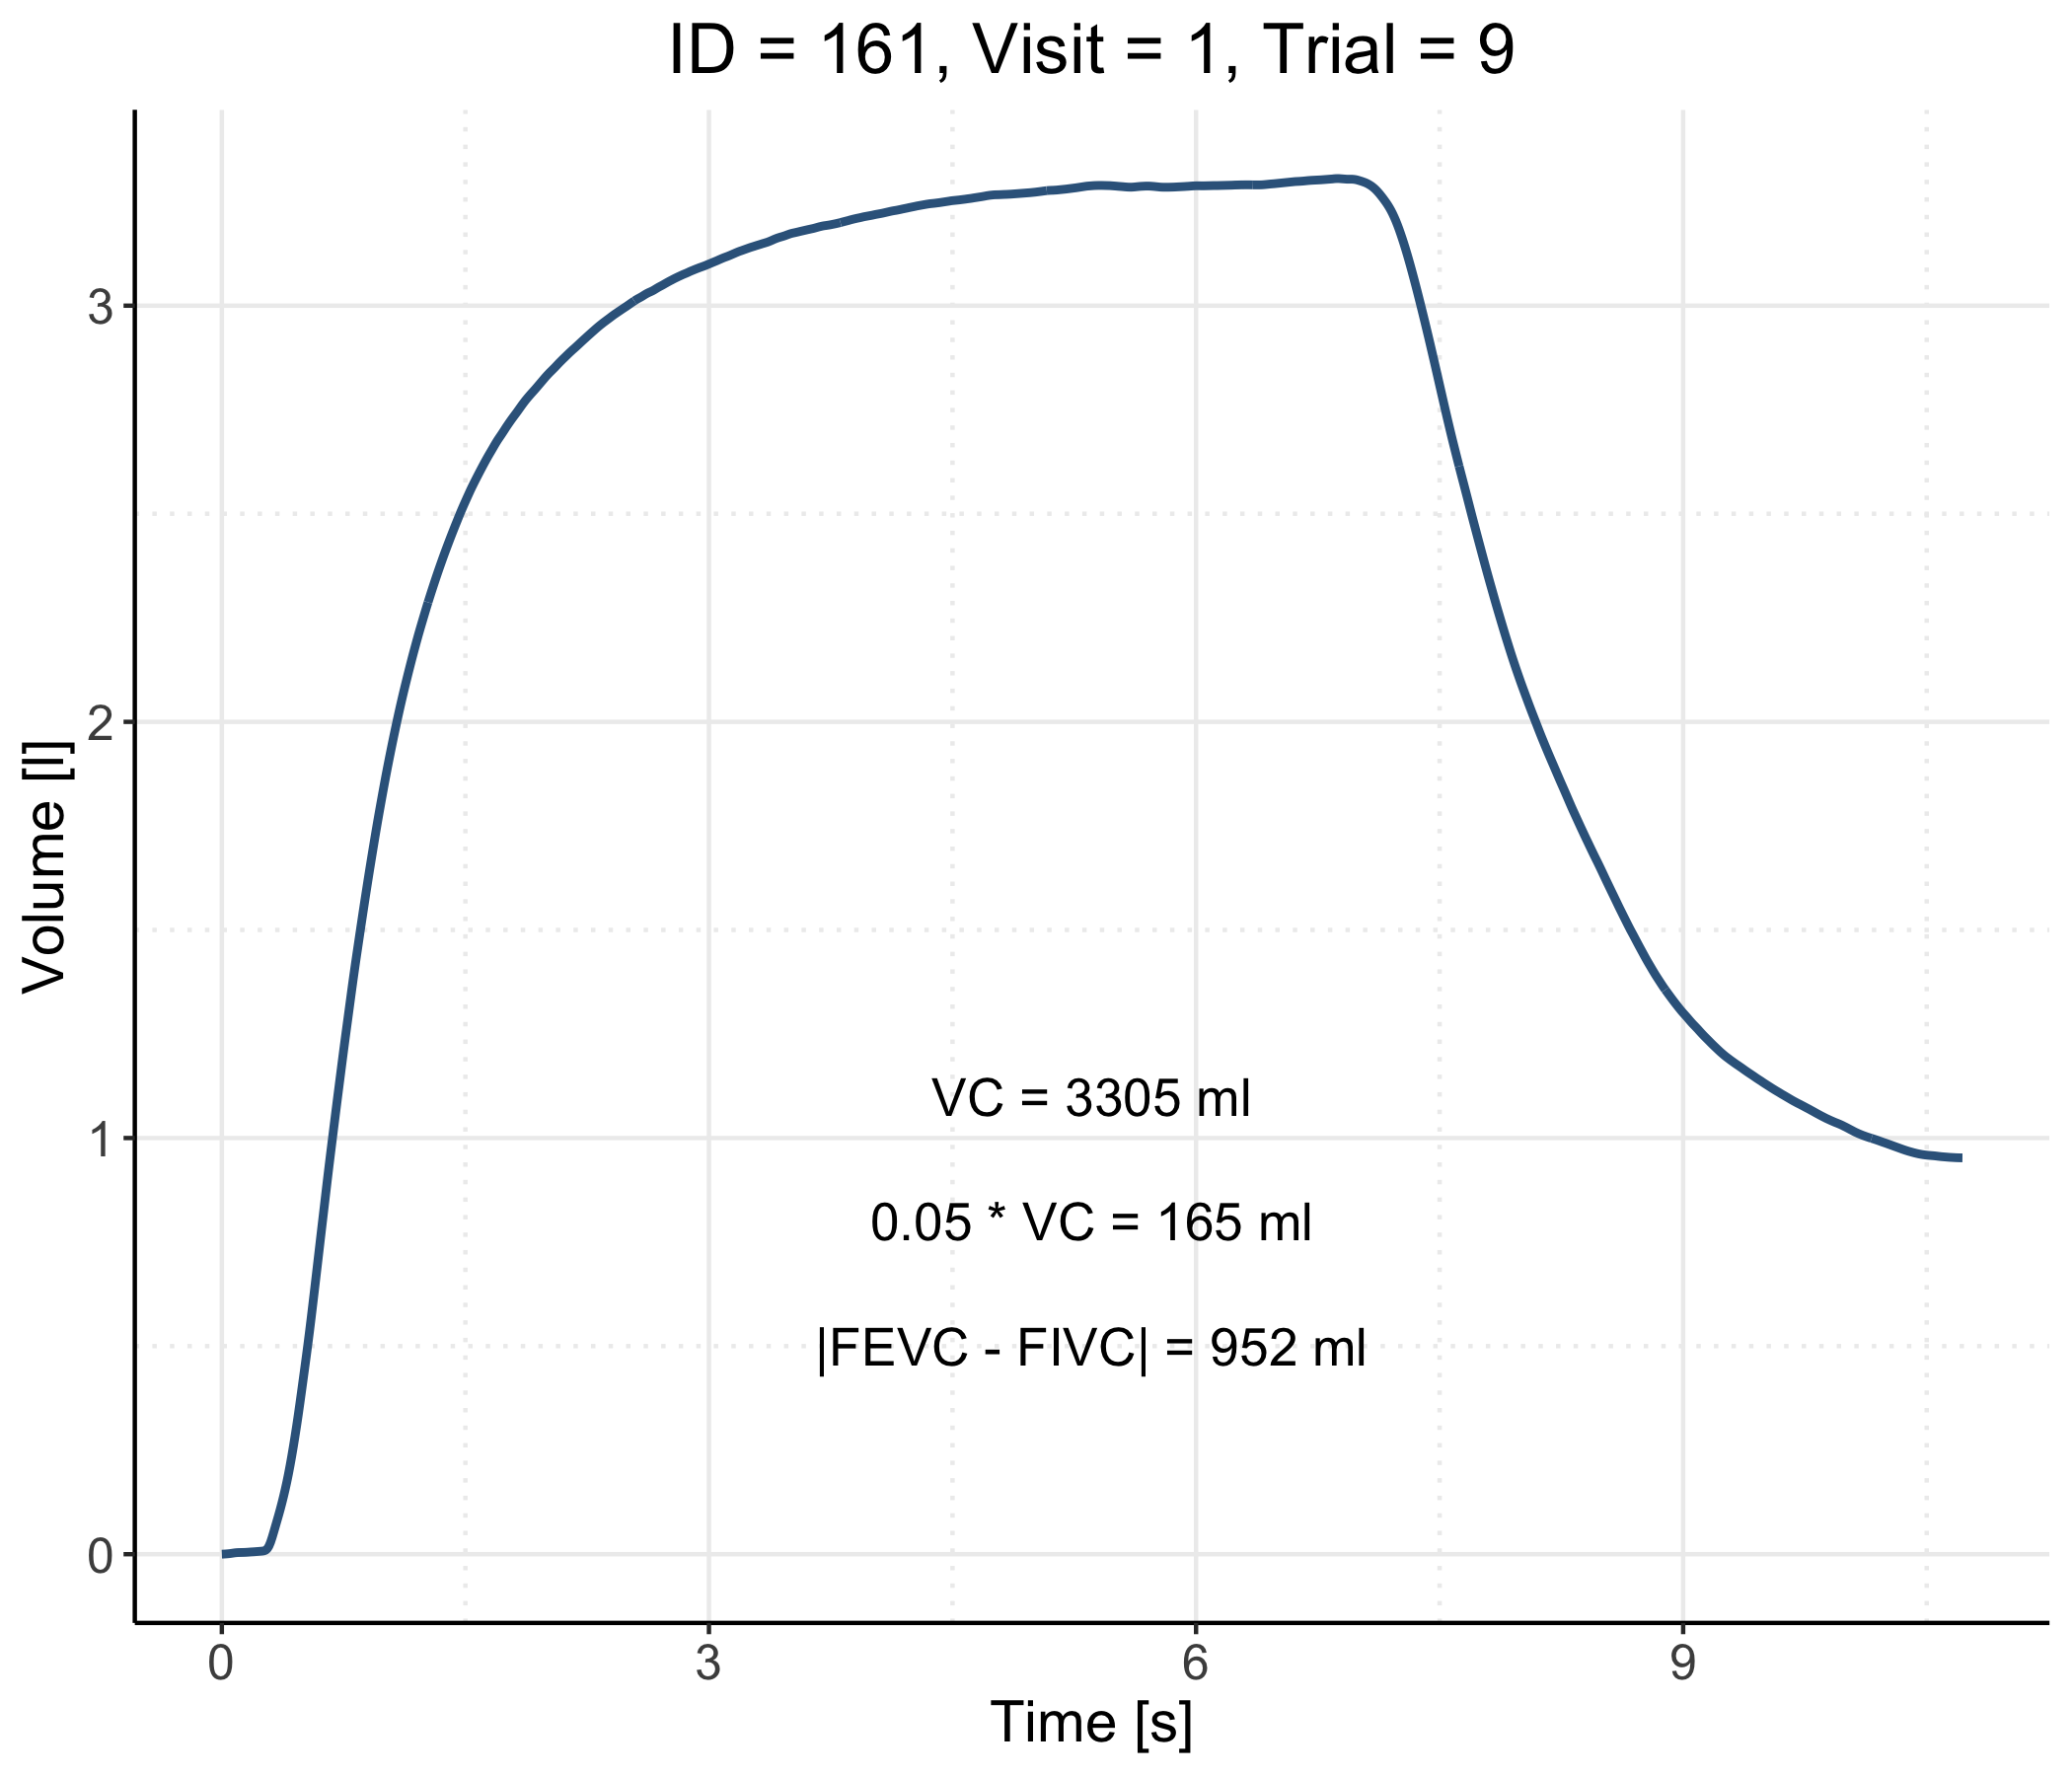 ID = 161, Visit = 1, Trial = 9
Volume [l]
3
2
1
0
VC = 3305 ml
0.05 * VC = 165 ml
|FEVC - FIVC| = 952 ml
0 3 6 9
Time [s]